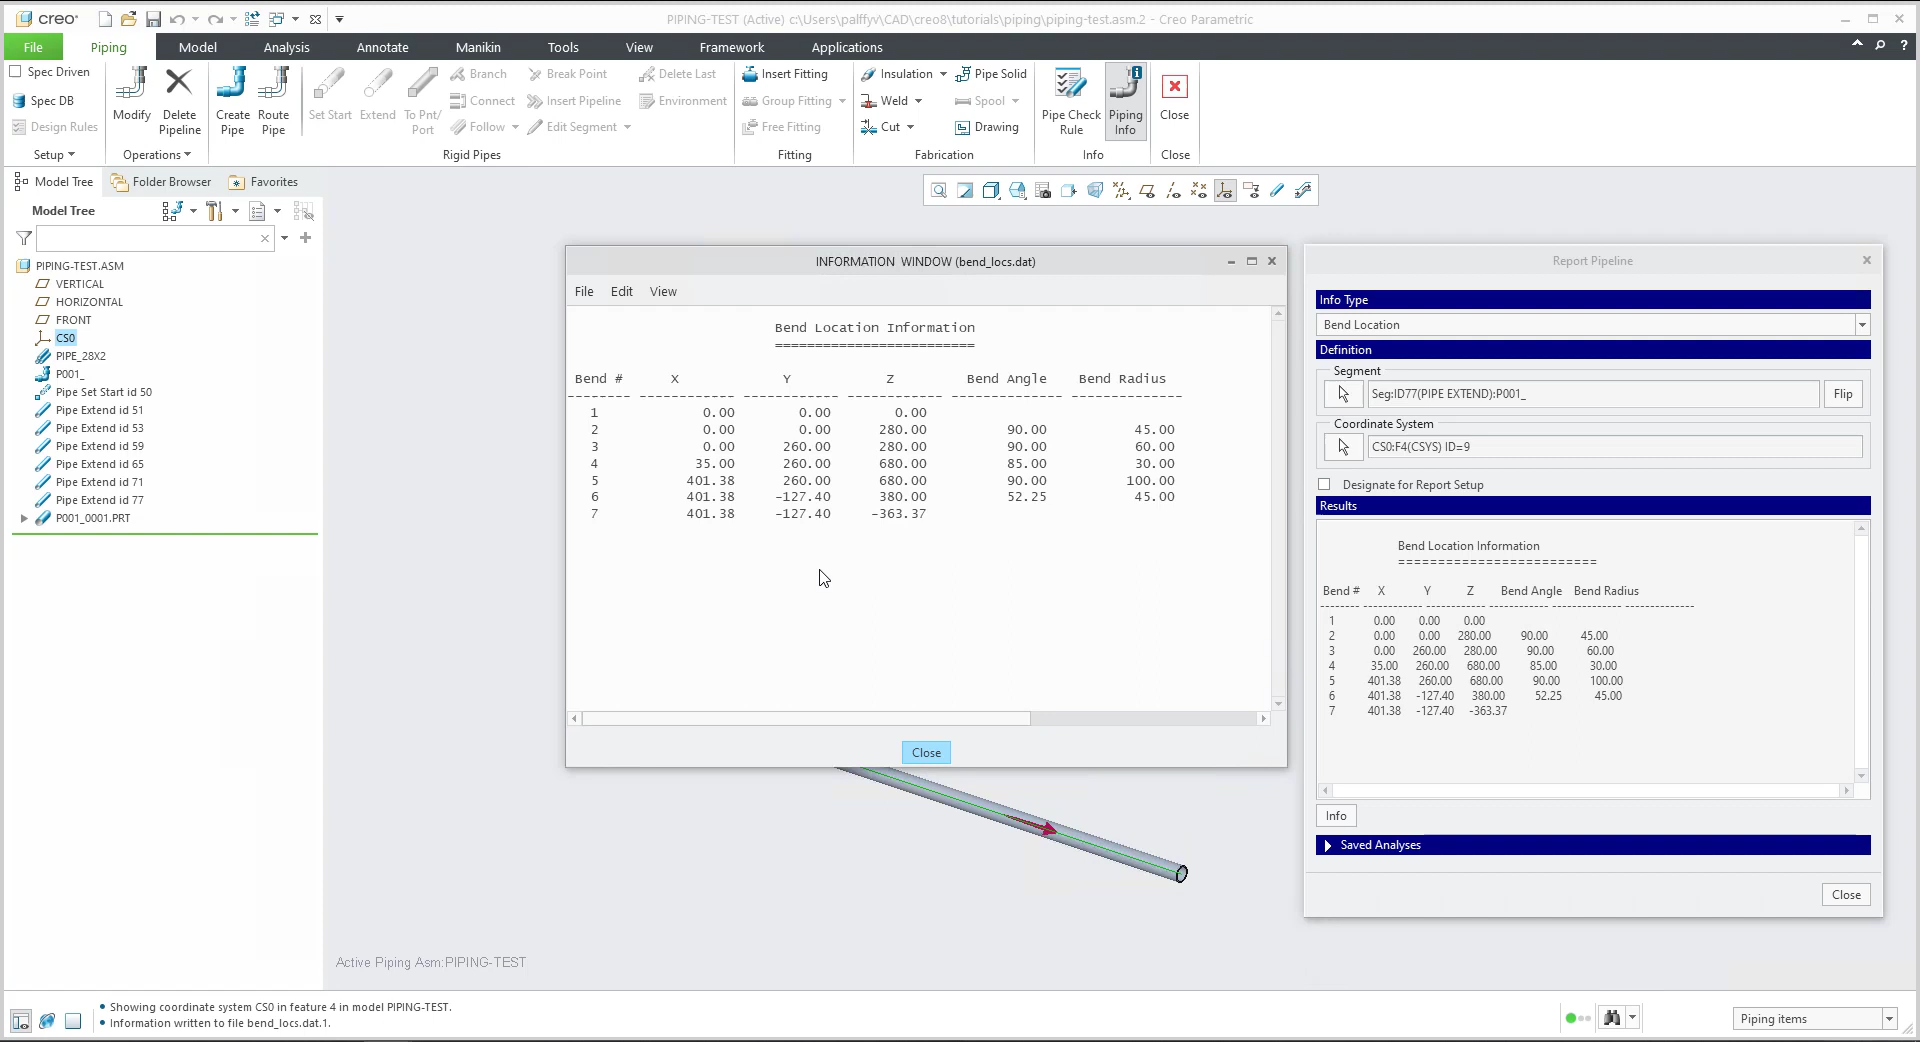 creo®
PIPING-TEST (Active) c:\Users\palffyv\CAD\creo8\tutorials\piping\piping-test.asm.2 - Creo Parametric
File Piping Model Analysis Annotate Manikin Tools View Framework Applications
Spec Driven
Spec DB
Design Rules
Setup
Modify
Delete Pipeline
Operations
Create Pipe
Route Pipe
Set Start
Extend
To Pnt/Port
Branch
Connect
Follow
Break Point
Insert Pipeline
Edit Segment
Delete Last
Environment
Rigid Pipes
Insert Fitting
Group Fitting
Free Fitting
Fitting
Insulation
Weld
Cut
Pipe Solid
Spool
Drawing
Fabrication
Pipe Check Rule
Piping Info
Info
Close
Close
Model Tree Folder Browser Favorites
Model Tree
PIPING-TEST.ASM
VERTICAL
HORIZONTAL
FRONT
CS0
PIPE_28X2
P001_
Pipe Set Start id 50
Pipe Extend id 51
Pipe Extend id 53
Pipe Extend id 59
Pipe Extend id 65
Pipe Extend id 71
Pipe Extend id 77
P001_0001.PRT
INFORMATION WINDOW (bend_locs.dat)
File Edit View
Bend Location Information
=========================
Bend # X Y Z Bend Angle Bend Radius
-------- ------------ ------------ ------------ -------------- --------------
1 0.00 0.00 0.00
2 0.00 0.00 280.00 90.00 45.00
3 0.00 260.00 280.00 90.00 60.00
4 35.00 260.00 680.00 85.00 30.00
5 401.38 260.00 680.00 90.00 100.00
6 401.38 -127.40 380.00 52.25 45.00
7 401.38 -127.40 -363.37
Close
Report Pipeline
Info Type
Bend Location
Definition
Segment
Seg:ID77(PIPE EXTEND):P001_
Flip
Coordinate System
CS0:F4(CSYS) ID=9
Designate for Report Setup
Results
Bend Location Information
=========================
Bend # X Y Z Bend Angle Bend Radius
-------- ------------ ------------ ------------ -------------- --------------
1 0.00 0.00 0.00
2 0.00 0.00 280.00 90.00 45.00
3 0.00 260.00 280.00 90.00 60.00
4 35.00 260.00 680.00 85.00 30.00
5 401.38 260.00 680.00 90.00 100.00
6 401.38 -127.40 380.00 52.25 45.00
7 401.38 -127.40 -363.37
Info
Saved Analyses
Close
Active Piping Asm:PIPING-TEST
• Showing coordinate system CS0 in feature 4 in model PIPING-TEST.
• Information written to file bend_locs.dat.1.
Piping items